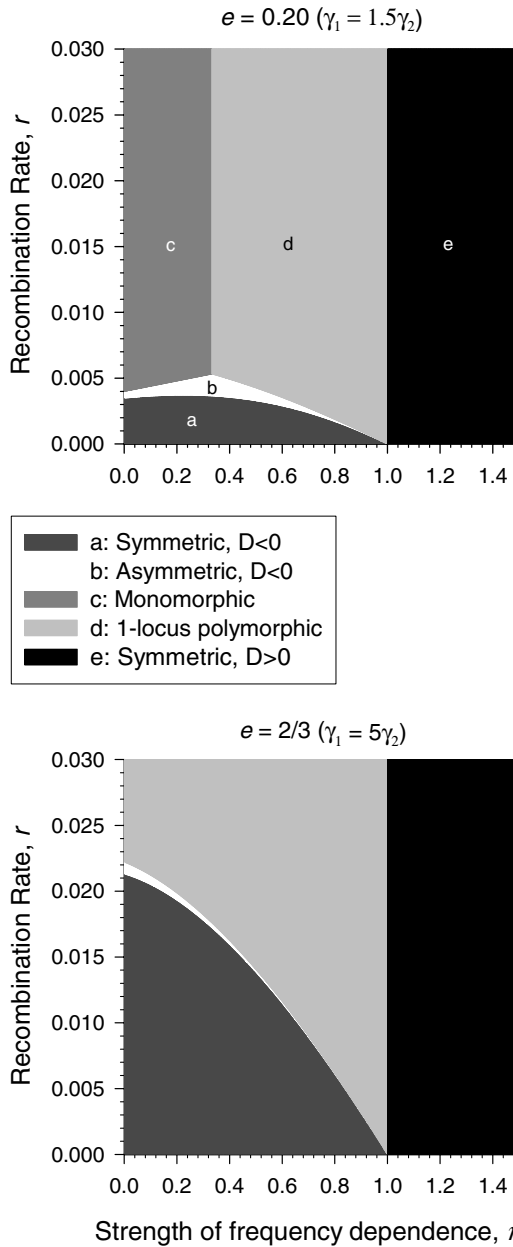 e = 0.20 (γ1 = 1.5γ2)
Recombination Rate, r
0.030
0.025
0.020
0.015
0.010
0.005
0.000
c
d
e
b
a
0.0 0.2 0.4 0.6 0.8 1.0 1.2 1.4
a: Symmetric, D<0
b: Asymmetric, D<0
c: Monomorphic
d: 1-locus polymorphic
e: Symmetric, D>0
e = 2/3 (γ1 = 5γ2)
Recombination Rate, r
0.030
0.025
0.020
0.015
0.010
0.005
0.000
0.0 0.2 0.4 0.6 0.8 1.0 1.2 1.4
Strength of frequency dependence,